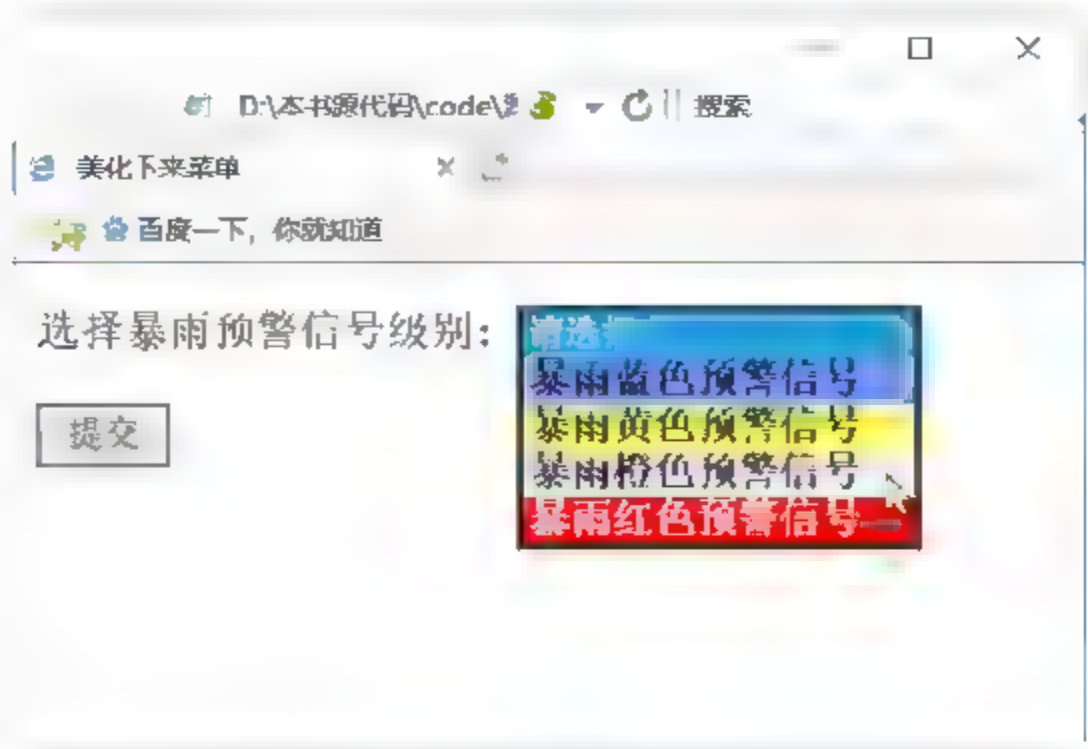 D:\本书源代码\code\ 搜索
美化下来菜单
百度一下，你就知道
选择暴雨预警信号级别：
请选择
暴雨蓝色预警信号
暴雨黄色预警信号
暴雨橙色预警信号
暴雨红色预警信号
提交